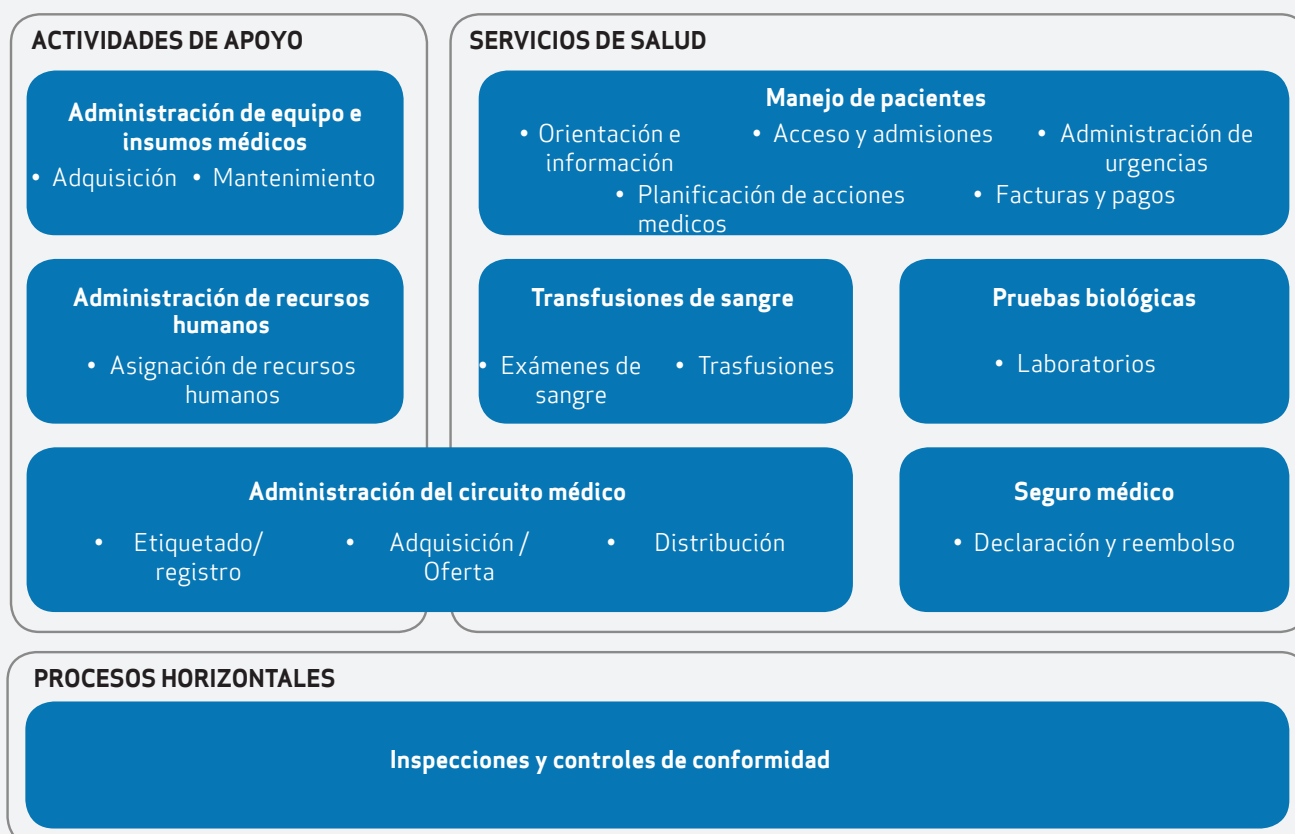 ACTIVIDADES DE APOYO
Administración de equipo e
insumos médicos
• Adquisición • Mantenimiento
Administración de recursos
humanos
• Asignación de recursos
humanos
SERVICIOS DE SALUD
Manejo de pacientes
• Orientación e
información
• Acceso y admisiones
• Administración de
urgencias
• Planificación de acciones
medicos
• Facturas y pagos
Transfusiones de sangre
• Exámenes de
sangre
• Trasfusiones
Pruebas biológicas
• Laboratorios
Administración del circuito médico
• Etiquetado/
registro
• Adquisición /
Oferta
• Distribución
Seguro médico
• Declaración y reembolso
PROCESOS HORIZONTALES
Inspecciones y controles de conformidad